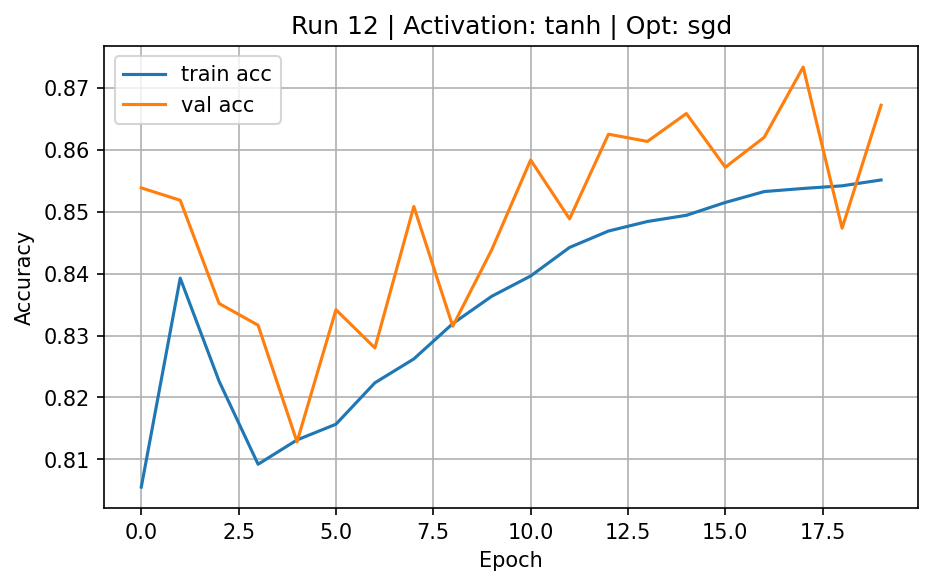 Run 12 | Activation: tanh | Opt: sgd
train acc
val acc
0.87
0.86
0.85
0.84
0.83
0.82
0.81
Accuracy
0.0 2.5 5.0 7.5 10.0 12.5 15.0 17.5
Epoch